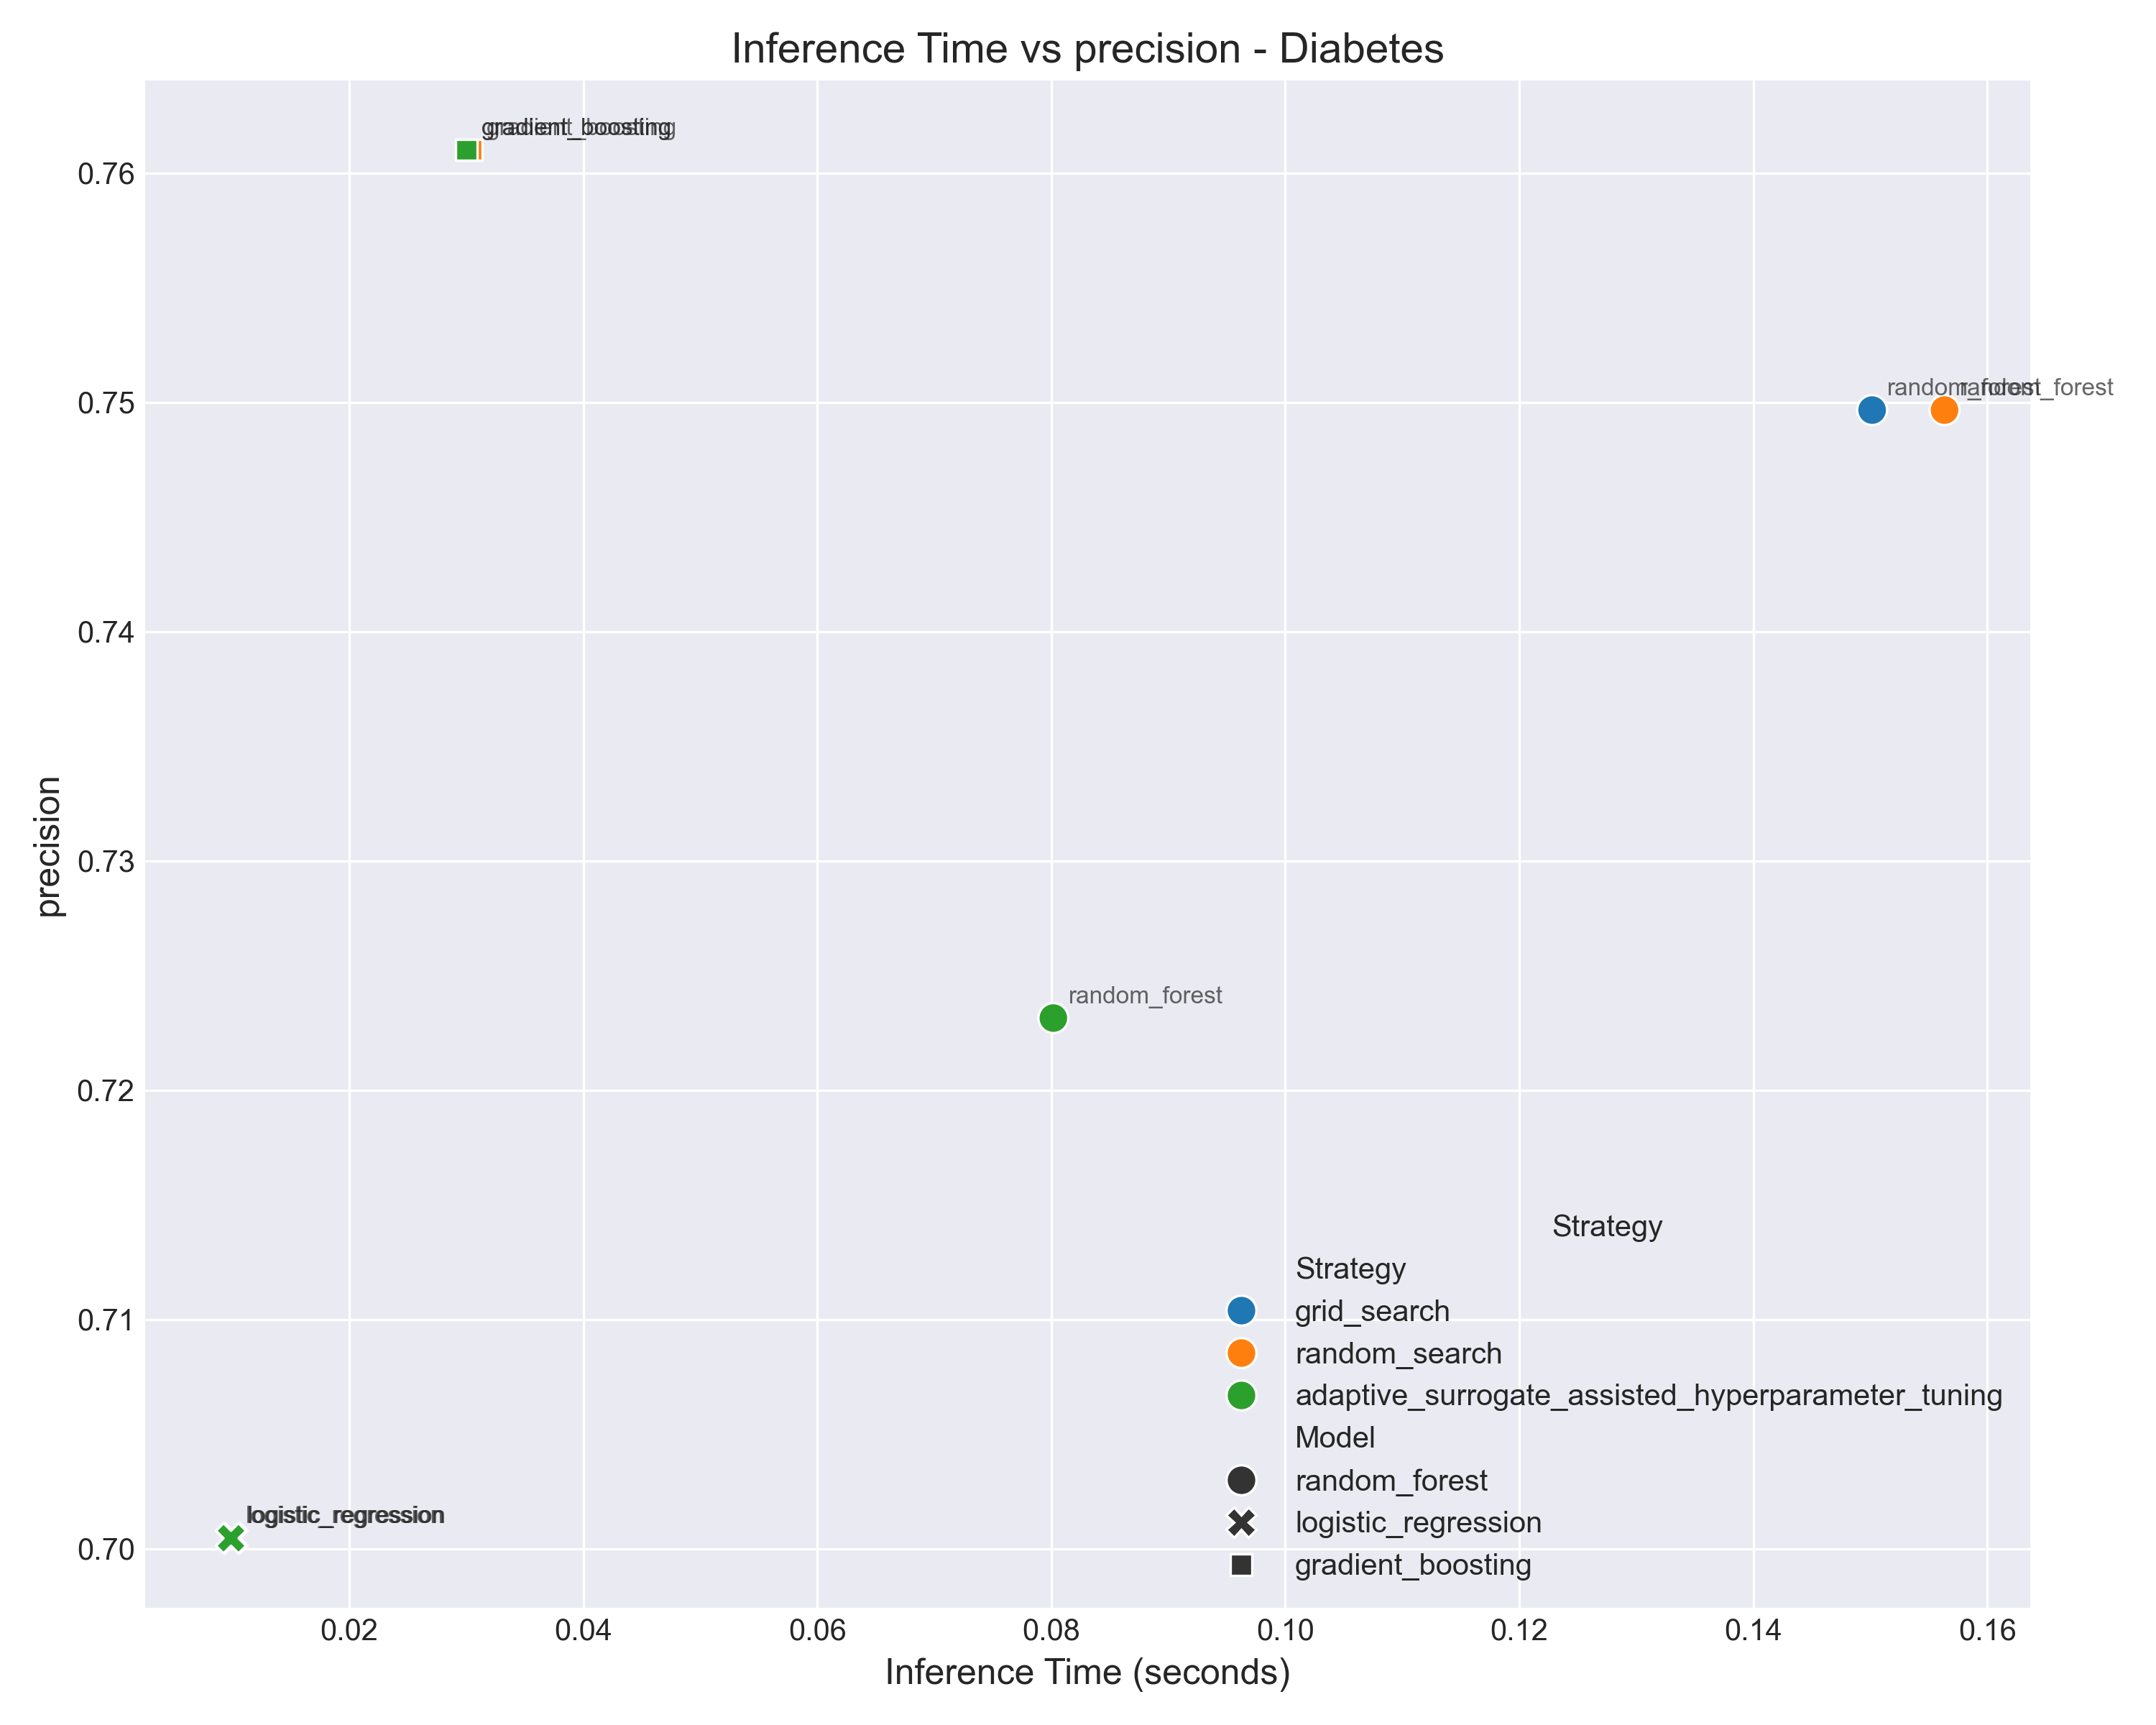 Inference Time vs precision - Diabetes
gradient_boosting
gradient_boosting
0.76
random_forest
random_forest
0.75
0.74
0.73
precision
random_forest
0.72
Strategy
Strategy
grid_search
0.71
random_search
adaptive_surrogate_assisted_hyperparameter_tuning
Model
random_forest
logistic_regression
logistic_regression
0.70
gradient_boosting
0.02 0.04 0.06 0.08 0.10 0.12 0.14 0.16
Inference Time (seconds)